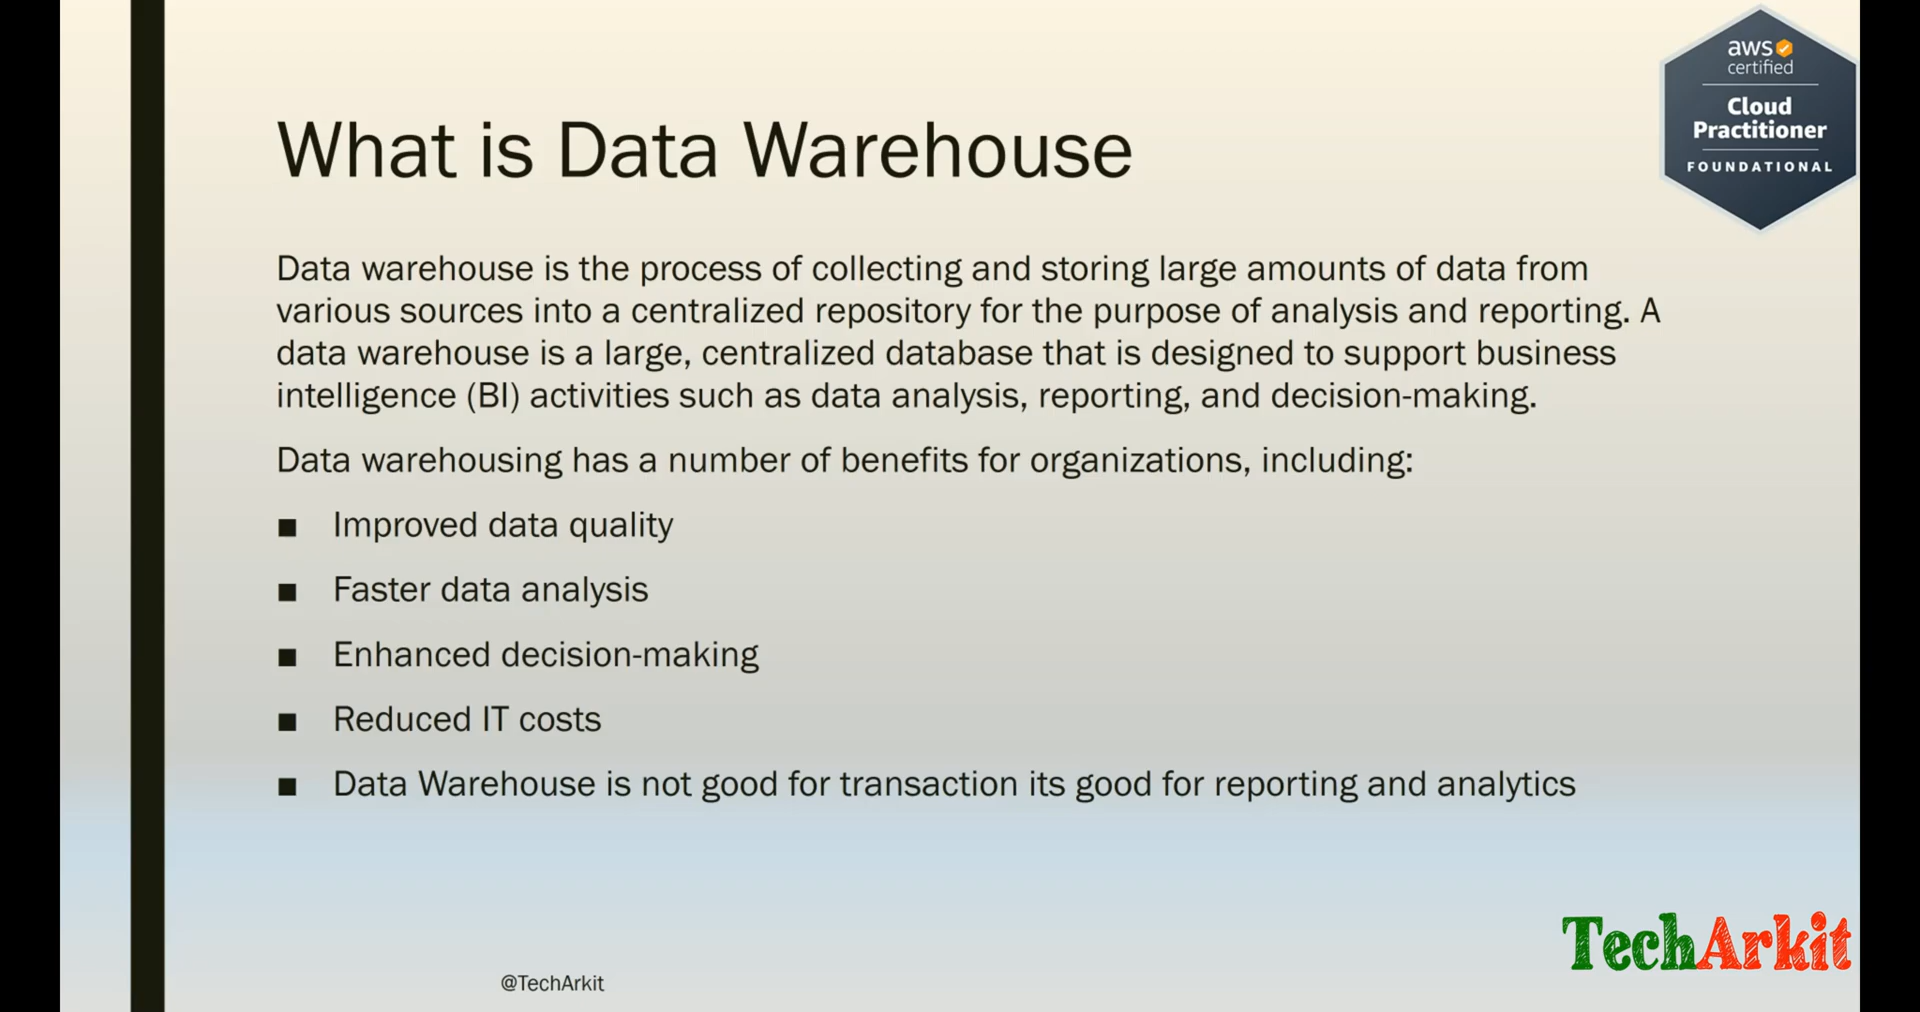 aws
certified
Cloud
Practitioner
FOUNDATIONAL
What is Data Warehouse
Data warehouse is the process of collecting and storing large amounts of data from
various sources into a centralized repository for the purpose of analysis and reporting. A
data warehouse is a large, centralized database that is designed to support business
intelligence (BI) activities such as data analysis, reporting, and decision-making.
Data warehousing has a number of benefits for organizations, including:
■ Improved data quality
■ Faster data analysis
■ Enhanced decision-making
■ Reduced IT costs
■ Data Warehouse is not good for transaction its good for reporting and analytics
TechArkit
@TechArkit